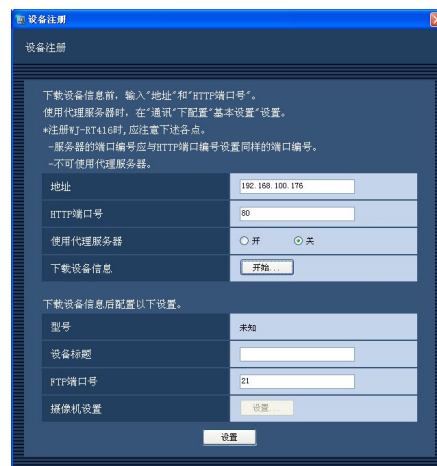 设备注册
设备注册
下载设备信息前，输入"地址"和"HTTP端口号"。
使用代理服务器时，在"通讯"下配置"基本设置"设置。
*注册WJ-RT416时,应注意下述各点。
-服务器的端口编号应与HTTP端口编号设置同样的端口编号。
-不可使用代理服务器。
地址 192.168.100.176
HTTP端口号 80
使用代理服务器 开 关
下载设备信息 开始...
下载设备信息后配置以下设置。
型号 未知
设备标题
FTP端口号 21
摄像机设置 设置...
设置